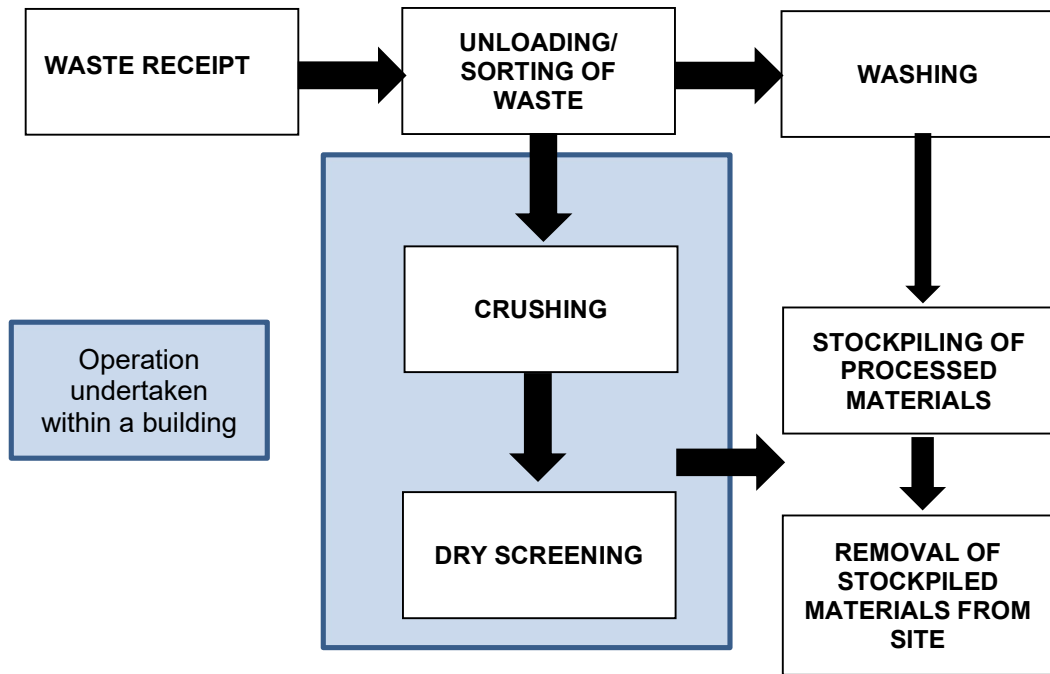 WASTE RECEIPT
UNLOADING/
SORTING OF
WASTE
WASHING
CRUSHING
Operation
undertaken
within a building
STOCKPILING OF
PROCESSED
MATERIALS
DRY SCREENING
REMOVAL OF
STOCKPILED
MATERIALS FROM
SITE